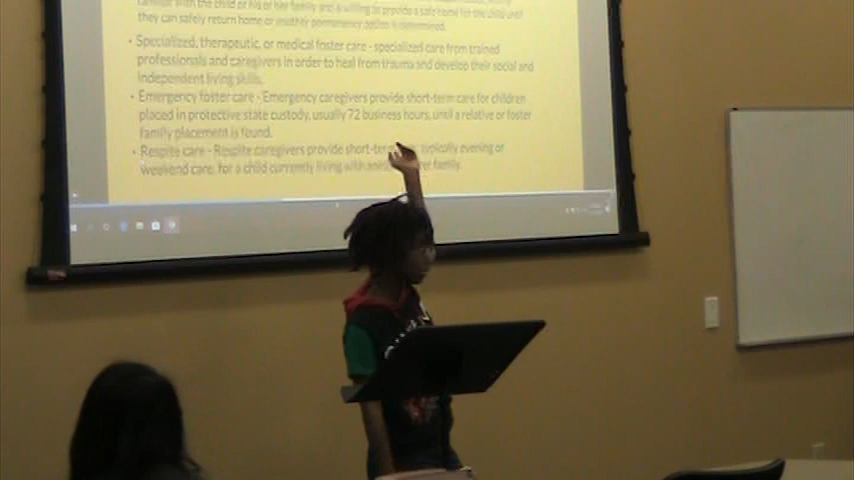 familiar with the child or his or her family and is willing to provide a safe home for the child until
they can safely return home or another permanency option is determined.
• Specialized, therapeutic, or medical foster care - specialized care from trained
professionals and caregivers in order to heal from trauma and develop their social and
independent living skills.
• Emergency foster care - Emergency caregivers provide short-term care for children
placed in protective state custody, usually 72 business hours, until a relative or foster
family placement is found.
• Respite care - Respite caregivers provide short-term typically evening or
weekend care, for a child currently living with family.